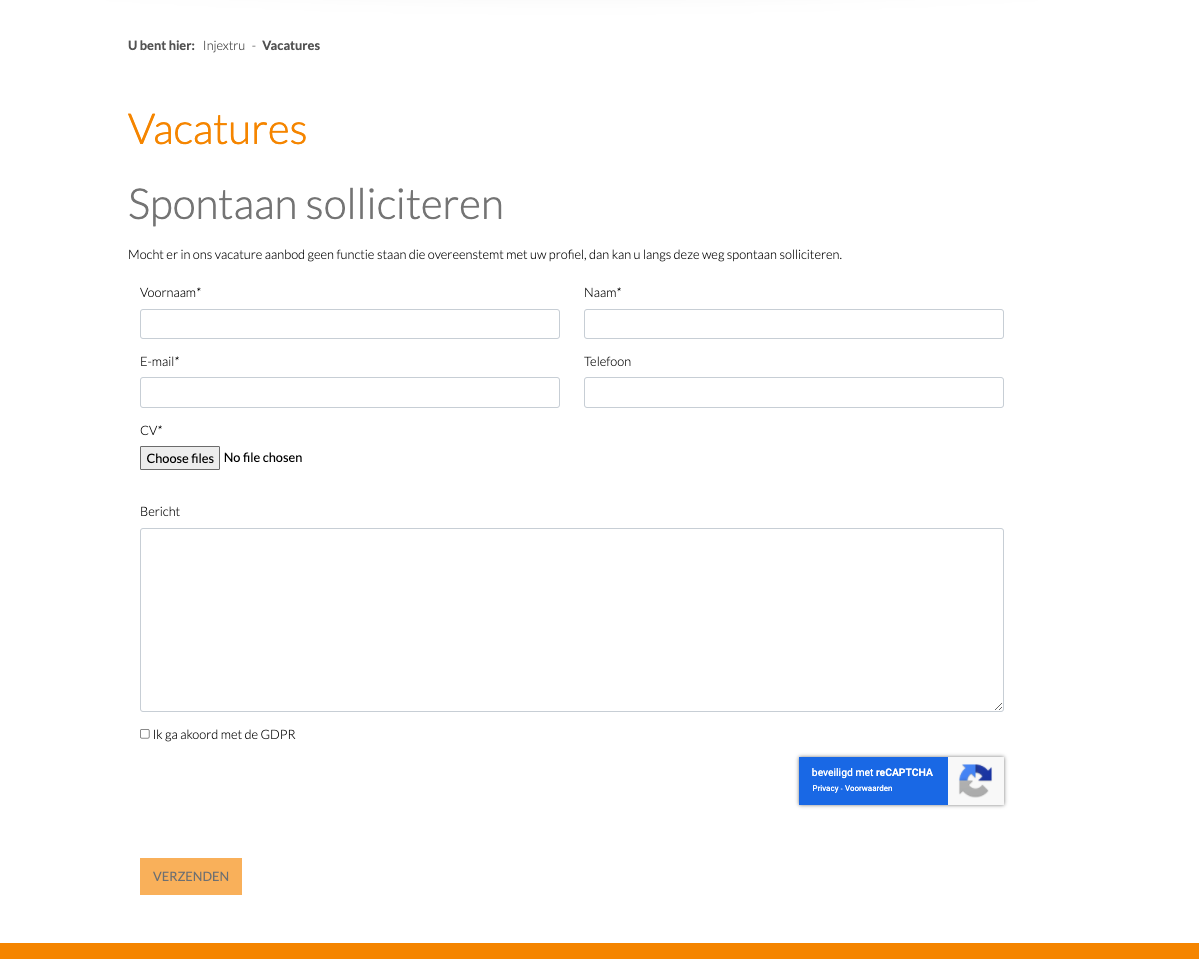 U bent hier: Injextru - Vacatures
Vacatures
Spontaan solliciteren
Mocht er in ons vacature aanbod geen functie staan die overeenstemt met uw profiel, dan kan u langs deze weg spontaan solliciteren.
Voornaam* Naam*
E-mail* Telefoon
CV*
Choose files No file chosen
Bericht
Ik ga akoord met de GDPR
beveiligd met reCAPTCHA
Privacy - Voorwaarden
VERZENDEN